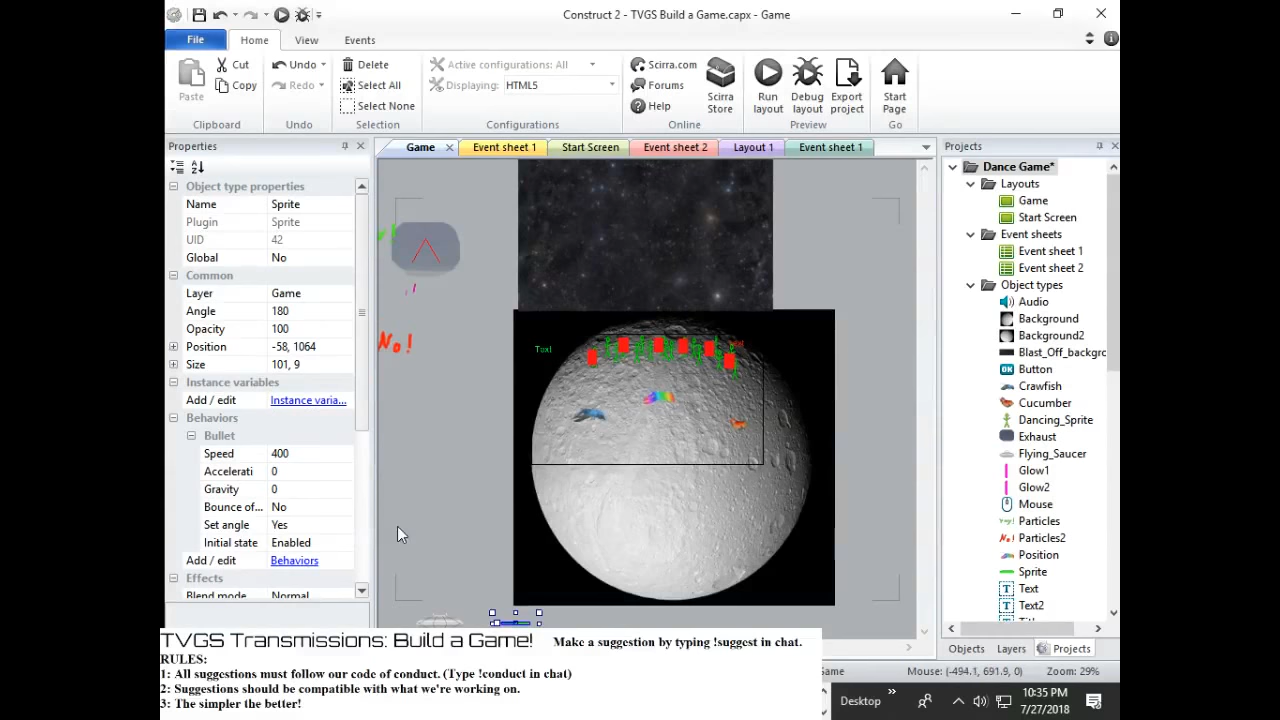 Construct 2 - TVGS Build a Game.capx - Game
File Home View Events
Paste Cut Copy Clipboard
Undo Redo Undo
Delete Select All Select None Selection
Active configurations: All
Displaying: HTML5
Configurations
Scirra.com Forums Help Scirra Store Online
Run layout Debug layout Export project Preview
Start Page Go
Properties
Game Event sheet 1 Start Screen Event sheet 2 Layout 1 Event sheet 1
Projects
Object type properties
Name Sprite
Plugin Sprite
UID 42
Global No
Common
Layer Game
Angle 180
Opacity 100
Position -58, 1064
Size 101, 9
Instance variables
Add / edit Instance varia...
Behaviors
Bullet
Speed 400
Accelerati 0
Gravity 0
Bounce of... No
Set angle Yes
Initial state Enabled
Add / edit Behaviors
Effects
Blend mode Normal
No!
Text
Dance Game*
Layouts
Game
Start Screen
Event sheets
Event sheet 1
Event sheet 2
Object types
Audio
Background
Background2
Blast_Off_backgrc
Button
Crawfish
Cucumber
Dancing_Sprite
Exhaust
Flying_Saucer
Glow1
Glow2
Mouse
Particles
Particles2
Position
Sprite
Text
Text2
Objects Layers Projects
ame Mouse: (-494.1, 691.9, 0) Zoom: 29%
TVGS Transmissions: Build a Game! Make a suggestion by typing !suggest in chat.
RULES:
1: All suggestions must follow our code of conduct. (Type !conduct in chat)
2: Suggestions should be compatible with what we're working on.
3: The simpler the better!
Desktop
10:35 PM
7/27/2018